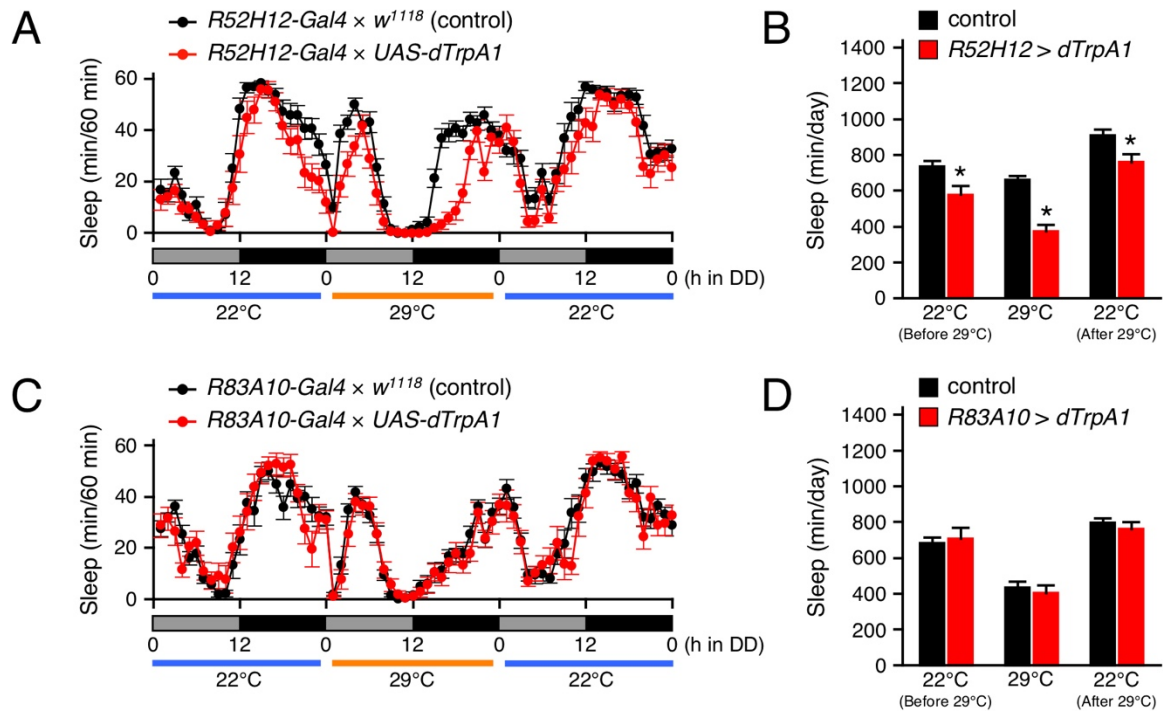 A
R52H12-Gal4 × w1118 (control)
R52H12-Gal4 × UAS-dTrpA1
Sleep (min/60 min)
60
40
20
0
0 12 0 12 0 12 0 (h in DD)
22°C 29°C 22°C
B
control
R52H12 > dTrpA1
Sleep (min/day)
1400
1200
1000
800
600
400
200
0
* * *
22°C 29°C 22°C
(Before 29°C) (After 29°C)
C
R83A10-Gal4 × w1118 (control)
R83A10-Gal4 × UAS-dTrpA1
Sleep (min/60 min)
60
40
20
0
0 12 0 12 0 12 0 (h in DD)
22°C 29°C 22°C
D
control
R83A10 > dTrpA1
Sleep (min/day)
1400
1200
1000
800
600
400
200
0
22°C 29°C 22°C
(Before 29°C) (After 29°C)